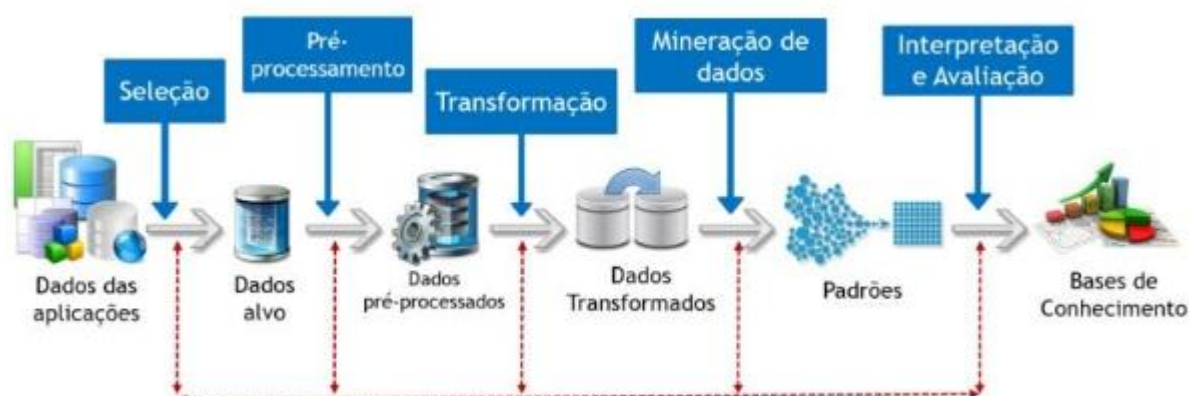 Seleção
Pré-
processamento
Transformação
Mineração de
dados
Interpretação
e Avaliação
Dados das
aplicações
Dados
alvo
Dados
pré-processados
Dados
Transformados
Padrões
Bases de
Conhecimento